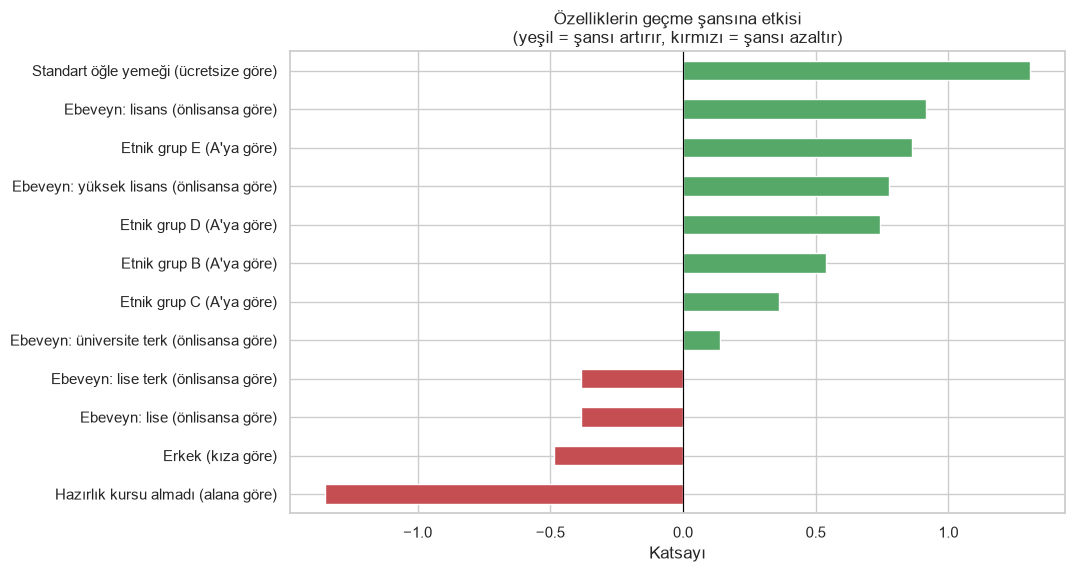 Özelliklerin geçme şansına etkisi
(yeşil = şansı artırır, kırmızı = şansı azaltır)
Standart öğle yemeği (ücretsize göre)
Ebeveyn: lisans (önlisansa göre)
Etnik grup E (A'ya göre)
Ebeveyn: yüksek lisans (önlisansa göre)
Etnik grup D (A'ya göre)
Etnik grup B (A'ya göre)
Etnik grup C (A'ya göre)
Ebeveyn: üniversite terk (önlisansa göre)
Ebeveyn: lise terk (önlisansa göre)
Ebeveyn: lise (önlisansa göre)
Erkek (kıza göre)
Hazırlık kursu almadı (alana göre)
−1.0 −0.5 0.0 0.5 1.0
Katsayı